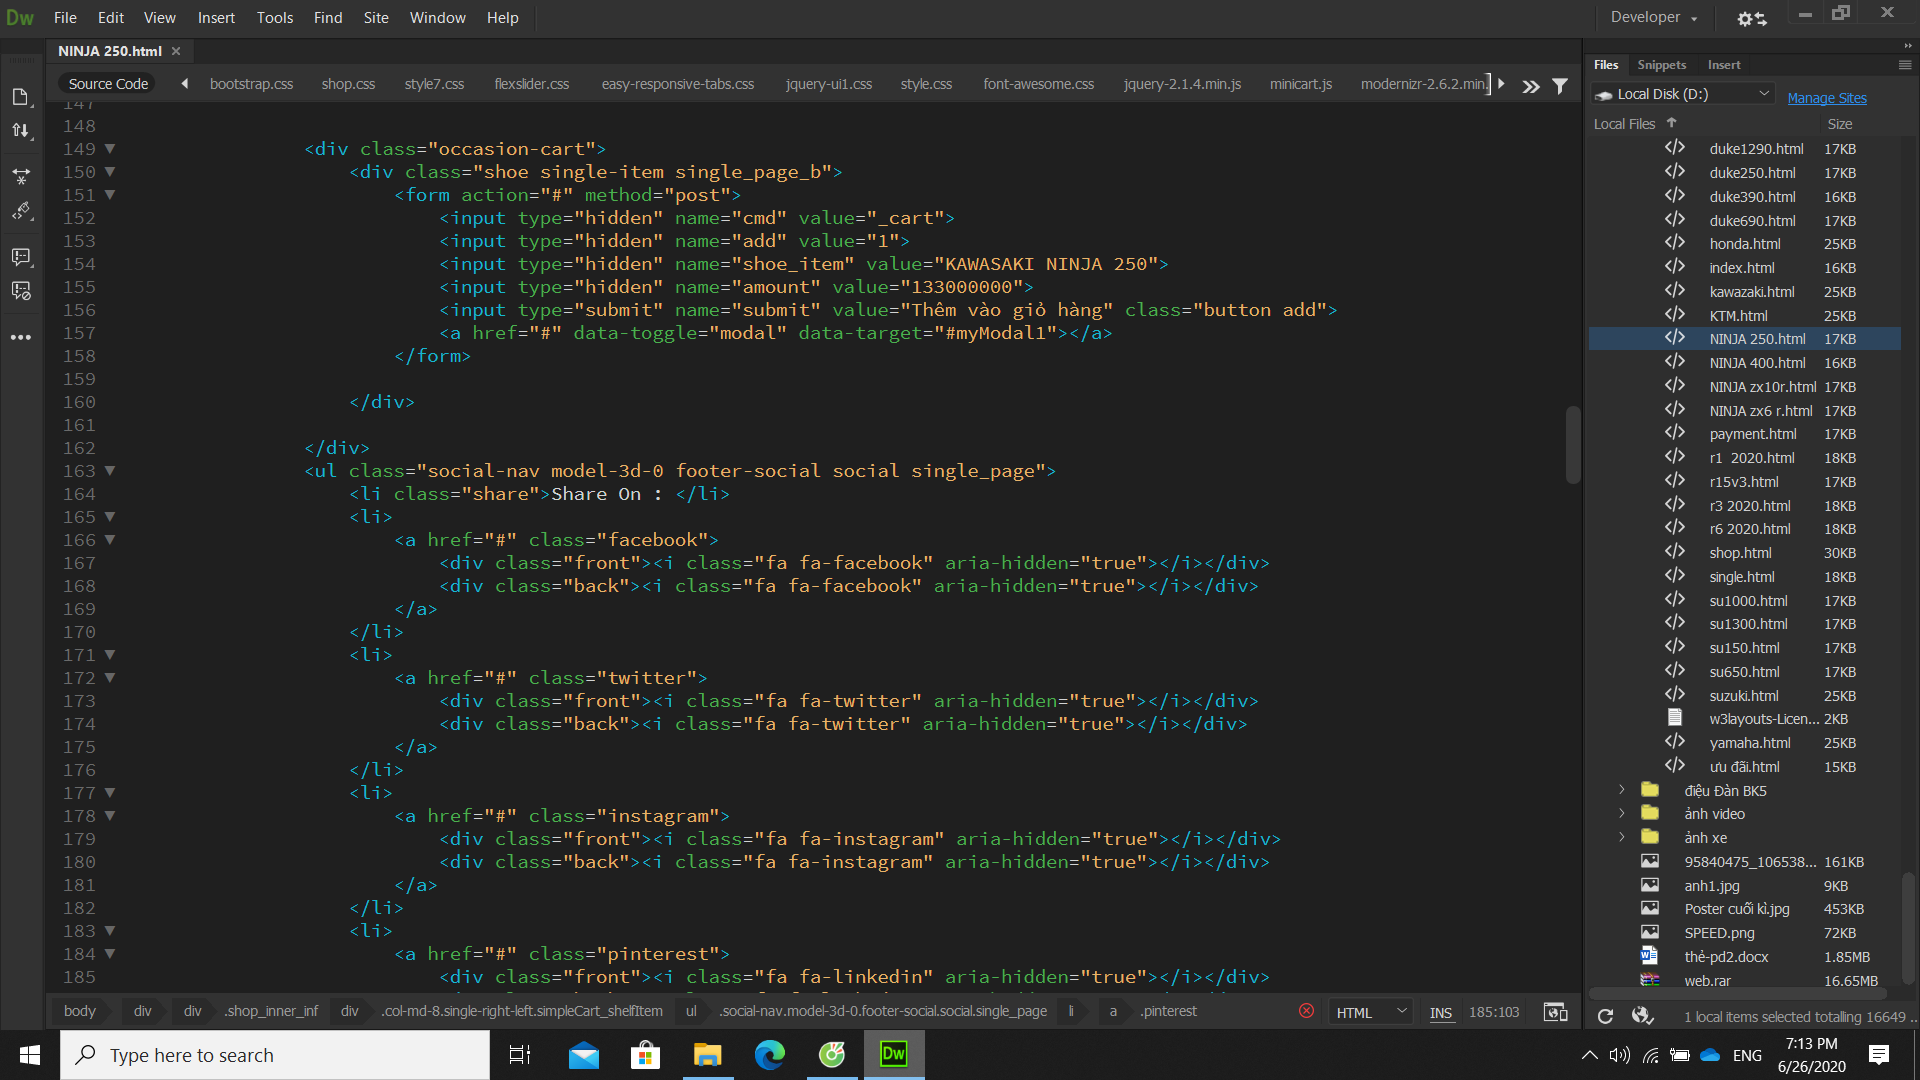 Dw File Edit View Insert Tools Find Site Window Help Developer
NINJA 250.html
Source Code bootstrap.css shop.css style7.css flexslider.css easy-responsive-tabs.css jquery-ui1.css style.css font-awesome.css jquery-2.1.4.min.js minicart.js modernizr-2.6.2.min.
147
148
149 <div class="occasion-cart">
150 <div class="shoe single-item single_page_b">
151 <form action="#" method="post">
152 <input type="hidden" name="cmd" value="_cart">
153 <input type="hidden" name="add" value="1">
154 <input type="hidden" name="shoe_item" value="KAWASAKI NINJA 250">
155 <input type="hidden" name="amount" value="133000000">
156 <input type="submit" name="submit" value="Thêm vào giỏ hàng" class="button add">
157 <a href="#" data-toggle="modal" data-target="#myModal1"></a>
158 </form>
159
160 </div>
161
162 </div>
163 <ul class="social-nav model-3d-0 footer-social social single_page">
164 <li class="share">Share On : </li>
165 <li>
166 <a href="#" class="facebook">
167 <div class="front"><i class="fa fa-facebook" aria-hidden="true"></i></div>
168 <div class="back"><i class="fa fa-facebook" aria-hidden="true"></i></div>
169 </a>
170 </li>
171 <li>
172 <a href="#" class="twitter">
173 <div class="front"><i class="fa fa-twitter" aria-hidden="true"></i></div>
174 <div class="back"><i class="fa fa-twitter" aria-hidden="true"></i></div>
175 </a>
176 </li>
177 <li>
178 <a href="#" class="instagram">
179 <div class="front"><i class="fa fa-instagram" aria-hidden="true"></i></div>
180 <div class="back"><i class="fa fa-instagram" aria-hidden="true"></i></div>
181 </a>
182 </li>
183 <li>
184 <a href="#" class="pinterest">
185 <div class="front"><i class="fa fa-linkedin" aria-hidden="true"></i></div>
body div div .shop_inner_inf div .col-md-8.single-right-left.simpleCart_shelfItem ul .social-nav.model-3d-0.footer-social.social.single_page li a .pinterest HTML INS 185:103
Files Snippets Insert
Local Disk (D:) Manage Sites
Local Files Size
duke1290.html 17KB
duke250.html 17KB
duke390.html 16KB
duke690.html 17KB
honda.html 25KB
index.html 16KB
kawazaki.html 25KB
KTM.html 25KB
NINJA 250.html 17KB
NINJA 400.html 16KB
NINJA zx10r.html 17KB
NINJA zx6 r.html 17KB
payment.html 17KB
r1 2020.html 18KB
r15v3.html 17KB
r3 2020.html 18KB
r6 2020.html 18KB
shop.html 30KB
single.html 18KB
su1000.html 17KB
su1300.html 17KB
su150.html 17KB
su650.html 17KB
suzuki.html 25KB
w3layouts-Licen... 2KB
yamaha.html 25KB
ưu đãi.html 15KB
điệu Đàn BK5
ảnh video
ảnh xe
95840475_106538... 161KB
anh1.jpg 9KB
Poster cuối kì.jpg 453KB
SPEED.png 72KB
thẻ-pd2.docx 1.85MB
web.rar 16.65MB
1 local items selected totalling 16649 ..
Type here to search
Dw
ENG
7:13 PM
6/26/2020